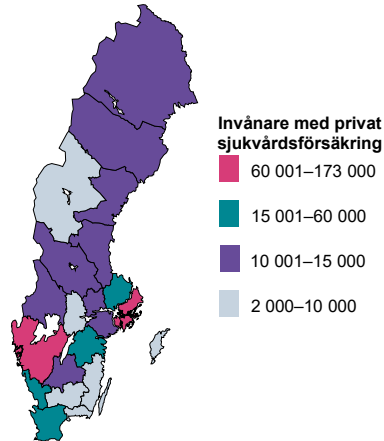 Invånare med privat
sjukvårdsförsäkring
60 001–173 000
15 001–60 000
10 001–15 000
2 000–10 000